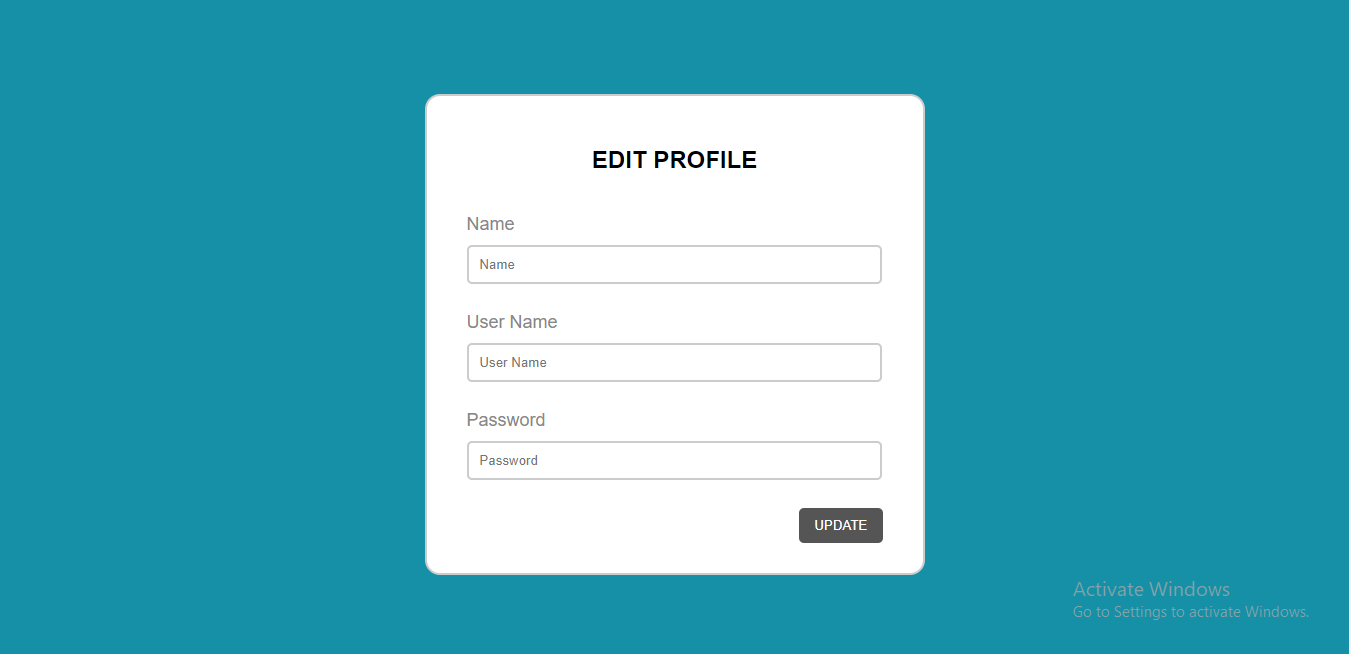 EDIT PROFILE
Name
Name
User Name
User Name
Password
Password
UPDATE
Activate Windows
Go to Settings to activate Windows.